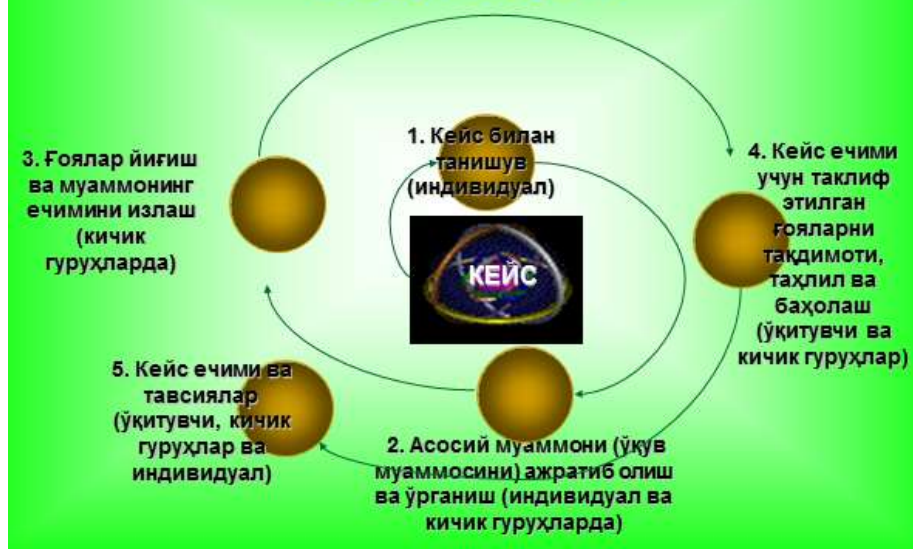 1. Кейс билан
танишув
(индивидуал)
КЕЙС
2. Асосий муаммони (ўқув
муаммосини) ажратиб олиш
ва ўрганиш (индивидуал ва
кичик гуруҳларда)
3. Ғоялар йиғиш
ва муаммонинг
ечимини излаш
(кичик
гуруҳларда)
4. Кейс ечими
учун таклиф
этилган
ғояларни
тақдимоти,
таҳлил ва
баҳолаш
(ўқитувчи ва
кичик гуруҳлар)
5. Кейс ечими ва
тавсиялар
(ўқитувчи, кичик
гуруҳлар ва
индивидуал)